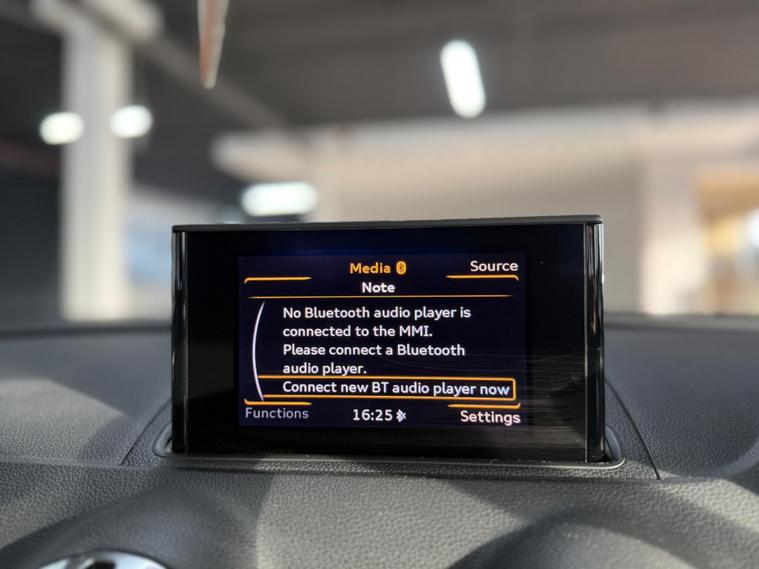 Media
Source
Note
No Bluetooth audio player is
connected to the MMI.
Please connect a Bluetooth
audio player.
Connect new BT audio player now
Functions
16:25
Settings